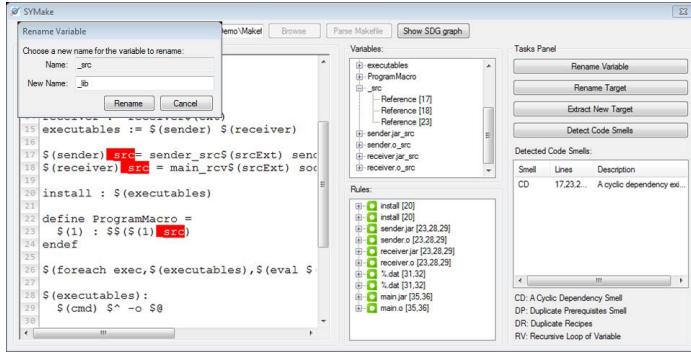 SYMake
Rename Variable
Choose a new name for the variable to rename:
Name: _src
New Name: _lib
Rename Cancel
Demo\Makef
Browse
Parse Makefile
Show SDG graph
15 executables := $(sender) $(receiver)
16
17 $(sender)_src= sender_src$(srcExt) send
18 $(receiver)_src = main_rcv$(srcExt) soc
19
20 install : $(executables)
21
22 define ProgramMacro =
23 $(1) : $$($(1)_src)
24 endef
25
26 $(foreach exec,$(executables),$(eval $
27
28 $(executables):
29 $(cmd) $^ -o $@
30
Variables:
executables
ProgramMacro
_src
Reference [17]
Reference [18]
Reference [23]
sender.jar_src
sender.o_src
receiver.jar_src
receiver.o_src
Rules:
install [20]
install [20]
sender.jar [23,28,29]
sender.o [23,28,29]
receiver.jar [23,28,29]
receiver.o [23,28,29]
%.dat [31,32]
%.dat [31,32]
main.jar [35,36]
main.o [35,36]
Tasks Panel
Rename Variable
Rename Target
Extract New Target
Detect Code Smells
Detected Code Smells:
Smell Lines Description
CD 17,23,2... A cyclic dependency exi...
CD: A Cyclic Dependency Smell
DP: Duplicate Prerequisites Smell
DR: Duplicate Recipes
RV: Recursive Loop of Variable